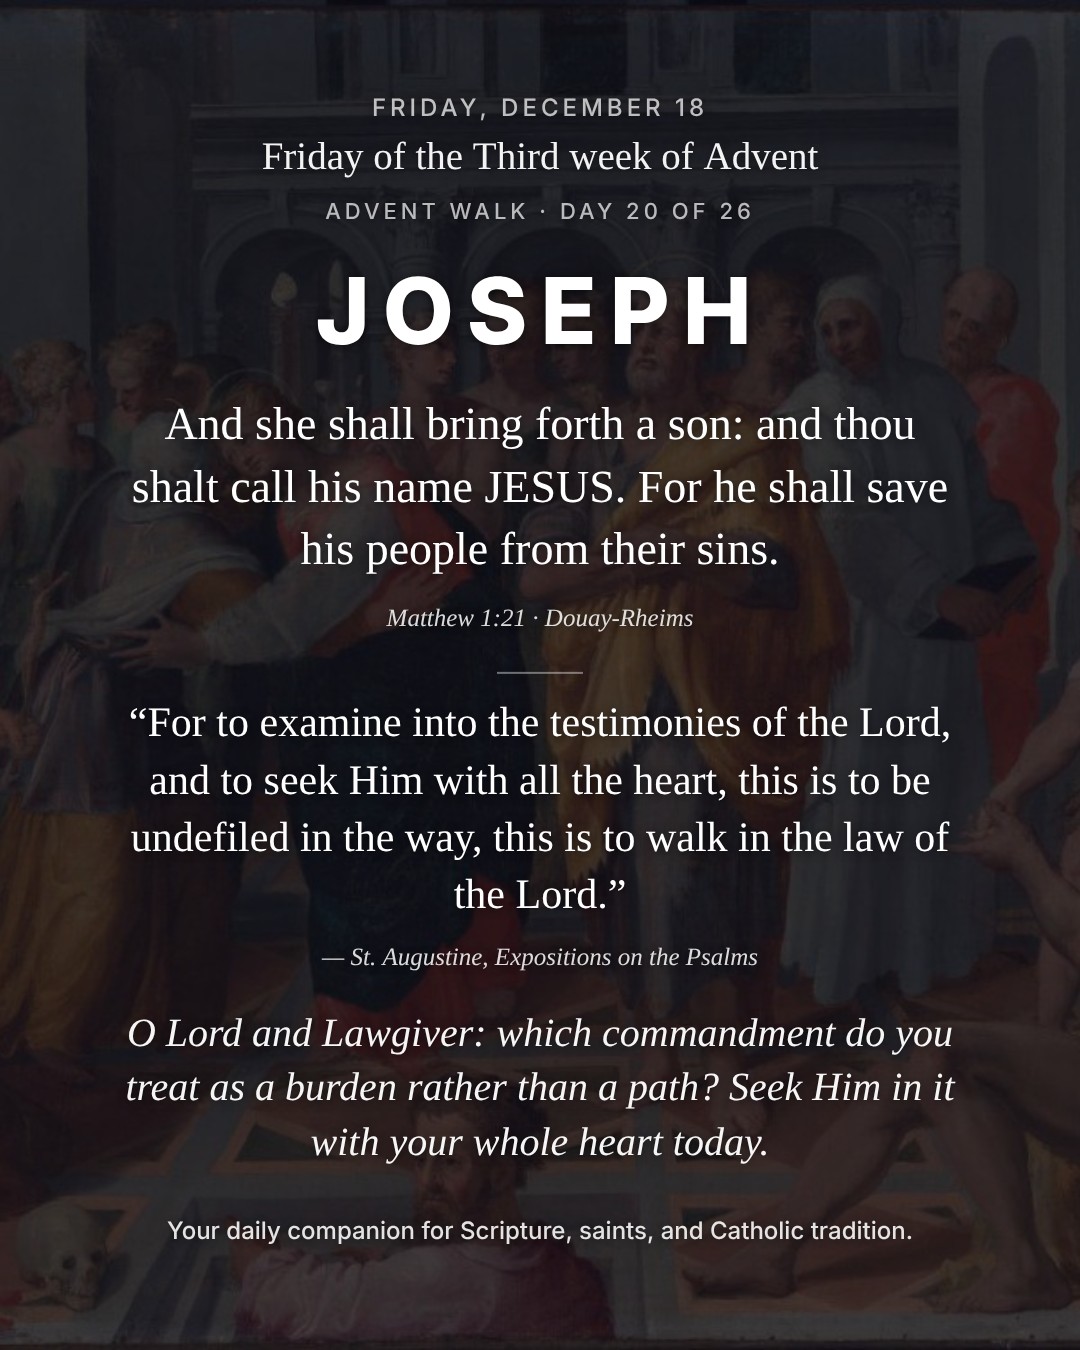 FRIDAY, DECEMBER 18
Friday of the Third week of Advent
ADVENT WALK · DAY 20 OF 26
JOSEPH
And she shall bring forth a son: and thou
shalt call his name JESUS. For he shall save
his people from their sins.
Matthew 1:21 · Douay-Rheims
“For to examine into the testimonies of the Lord,
and to seek Him with all the heart, this is to be
undefiled in the way, this is to walk in the law of
the Lord.”
— St. Augustine, Expositions on the Psalms
O Lord and Lawgiver: which commandment do you
treat as a burden rather than a path? Seek Him in it
with your whole heart today.
Your daily companion for Scripture, saints, and Catholic tradition.